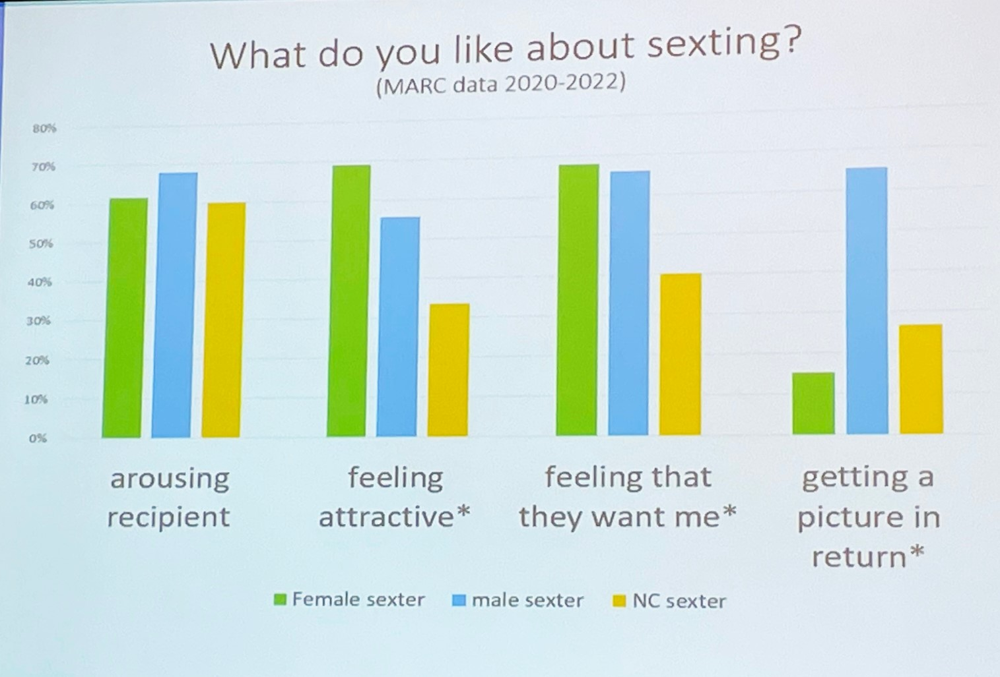 What do you like about sexting?
(MARC data 2020-2022)
80%
70%
60%
50%
40%
30%
20%
10%
0%
arousing
recipient
feeling
attractive*
feeling that
they want me*
getting a
picture in
return*
Female sexter
male sexter
NC sexter